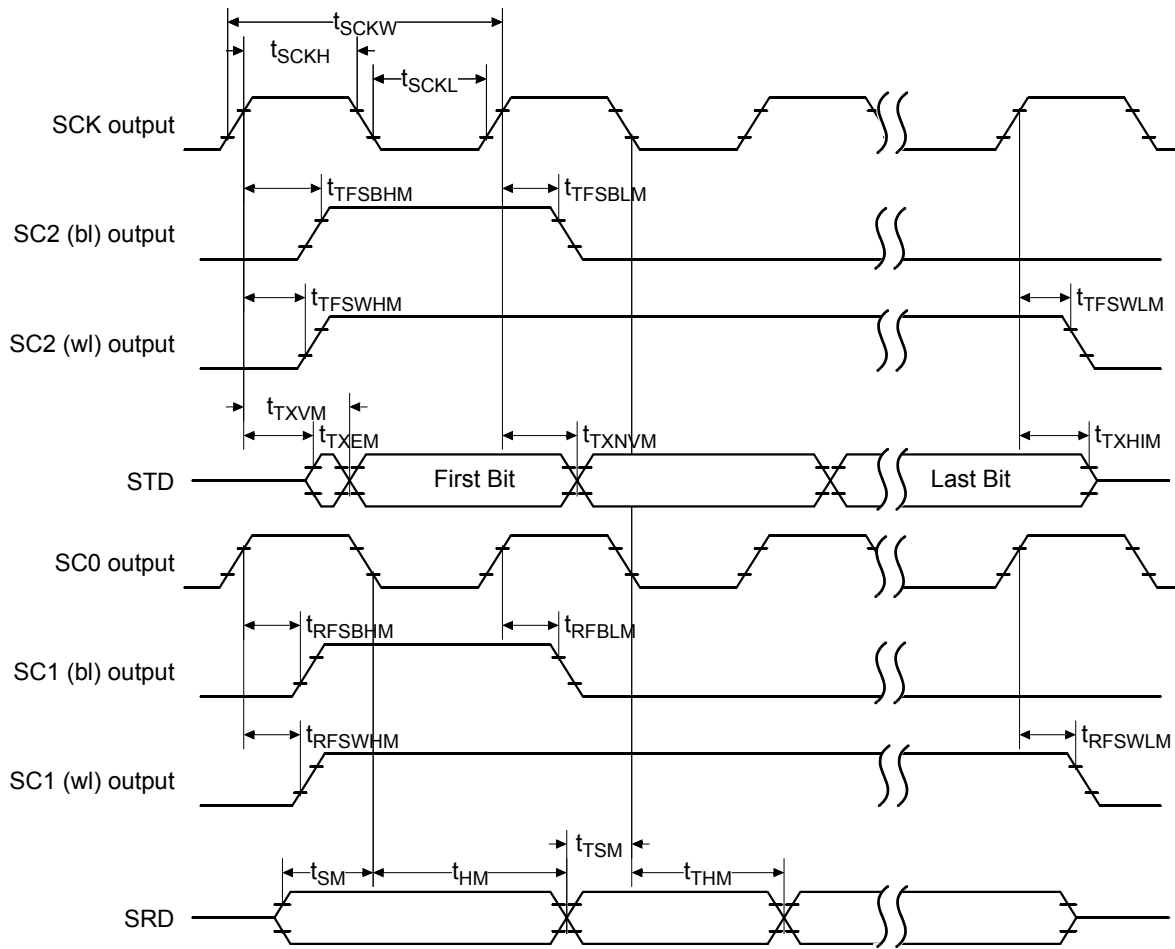 tSCKW
tSCKH
tSCKL
SCK output
tTFSBHM
tTFSBLM
SC2 (bl) output
tTFSWHM
tTFSWLM
SC2 (wl) output
tTXVM
tTXEM
tTXNVM
tTXHIM
STD
First Bit
Last Bit
SC0 output
tRFSBHM
tRFBLM
SC1 (bl) output
tRFSWHM
tRFSWLM
SC1 (wl) output
tTSM
tSM
tHM
tTHM
SRD